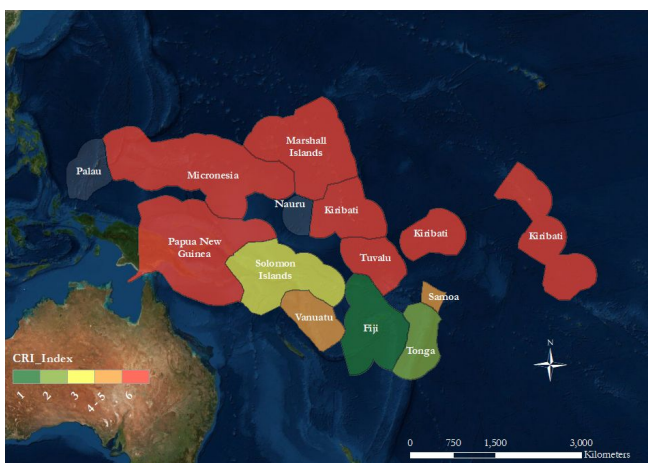 Marshall
Islands
Palau
Micronesia
Nauru
Kiribati
Kiribati
Kiribati
Papua New
Guinea
Solomon
Islands
Tuvalu
Samoa
Vanuatu
Fiji
Tonga
CRI_Index
1 2 3 4-5 6
N
0 750 1,500 3,000
Kilometers